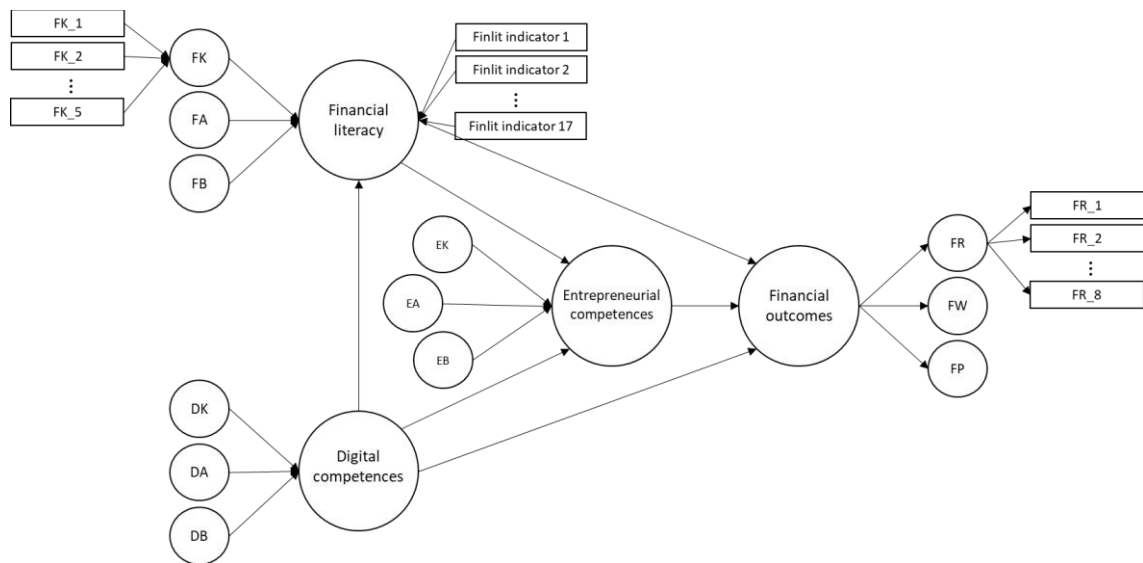 FK_1
FK_2
⋮
FK_5
FK
FA
FB
Financial
literacy
Finlit indicator 1
Finlit indicator 2
⋮
Finlit indicator 17
EK
EA
EB
Entrepreneurial
competences
Financial
outcomes
FR
FW
FP
FR_1
FR_2
⋮
FR_8
DK
DA
DB
Digital
competences